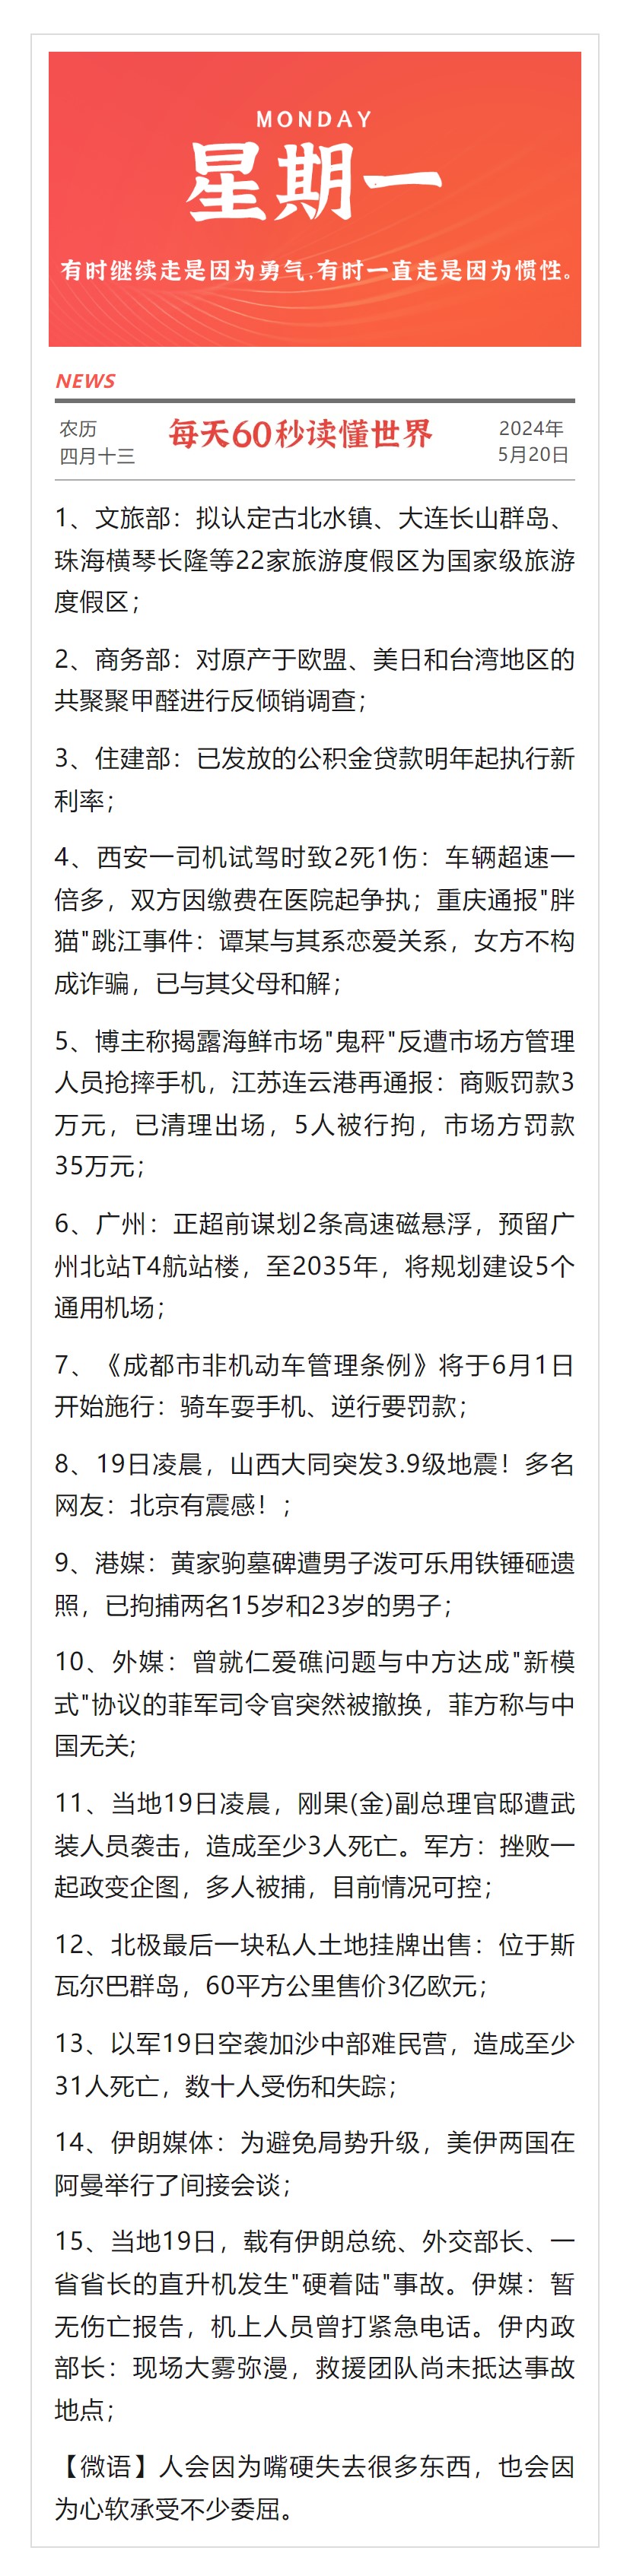 MONDAY
星期一
有时继续走是因为勇气,有时一直走是因为惯性。
NEWS
农历
四月十三
每天60秒读懂世界
2024年
5月20日
1、文旅部：拟认定古北水镇、大连长山群岛、
珠海横琴长隆等22家旅游度假区为国家级旅游
度假区；
2、商务部：对原产于欧盟、美日和台湾地区的
共聚聚甲醛进行反倾销调查；
3、住建部：已发放的公积金贷款明年起执行新
利率；
4、西安一司机试驾时致2死1伤：车辆超速一
倍多，双方因缴费在医院起争执；重庆通报"胖
猫"跳江事件：谭某与其系恋爱关系，女方不构
成诈骗，已与其父母和解；
5、博主称揭露海鲜市场"鬼秤"反遭市场方管理
人员抢摔手机，江苏连云港再通报：商贩罚款3
万元，已清理出场，5人被行拘，市场方罚款
35万元；
6、广州：正超前谋划2条高速磁悬浮，预留广
州北站T4航站楼，至2035年，将规划建设5个
通用机场；
7、《成都市非机动车管理条例》将于6月1日
开始施行：骑车耍手机、逆行要罚款；
8、19日凌晨，山西大同突发3.9级地震！多名
网友：北京有震感！；
9、港媒：黄家驹墓碑遭男子泼可乐用铁锤砸遗
照，已拘捕两名15岁和23岁的男子；
10、外媒：曾就仁爱礁问题与中方达成"新模
式"协议的菲军司令官突然被撤换，菲方称与中
国无关;
11、当地19日凌晨，刚果(金)副总理官邸遭武
装人员袭击，造成至少3人死亡。军方：挫败一
起政变企图，多人被捕，目前情况可控；
12、北极最后一块私人土地挂牌出售：位于斯
瓦尔巴群岛，60平方公里售价3亿欧元；
13、以军19日空袭加沙中部难民营，造成至少
31人死亡，数十人受伤和失踪；
14、伊朗媒体：为避免局势升级，美伊两国在
阿曼举行了间接会谈；
15、当地19日，载有伊朗总统、外交部长、一
省省长的直升机发生"硬着陆"事故。伊媒：暂
无伤亡报告，机上人员曾打紧急电话。伊内政
部长：现场大雾弥漫，救援团队尚未抵达事故
地点；
【微语】人会因为嘴硬失去很多东西，也会因
为心软承受不少委屈。